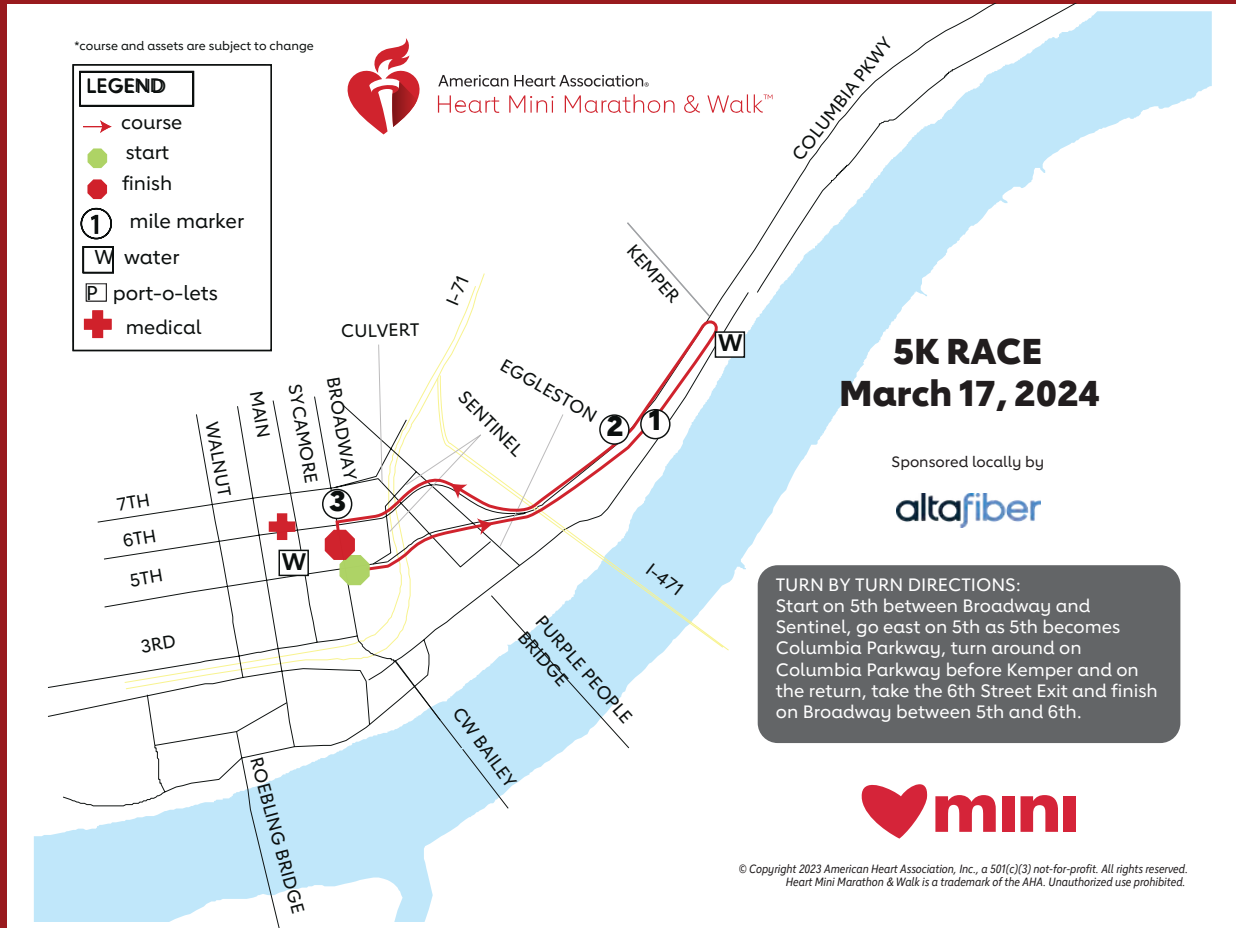 *course and assets are subject to change
LEGEND
course
start
finish
1 mile marker
W water
P port-o-lets
medical
American Heart Association®
Heart Mini Marathon & Walk™
COLUMBIA PKWY
KEMPER
I-71
CULVERT
EGGLESTON
SENTINEL
BROADWAY
SYCAMORE
MAIN
WALNUT
W
1
2
3
7TH
6TH
5TH
3RD
W
I-471
PURPLE PEOPLE
BRIDGE
CW BAILEY
ROEBLING BRIDGE
5K RACE
March 17, 2024
Sponsored locally by
altafiber
TURN BY TURN DIRECTIONS:
Start on 5th between Broadway and
Sentinel, go east on 5th as 5th becomes
Columbia Parkway, turn around on
Columbia Parkway before Kemper and on
the return, take the 6th Street Exit and finish
on Broadway between 5th and 6th.
mini
© Copyright 2023 American Heart Association, Inc., a 501(c)(3) not-for-profit. All rights reserved.
Heart Mini Marathon & Walk is a trademark of the AHA. Unauthorized use prohibited.